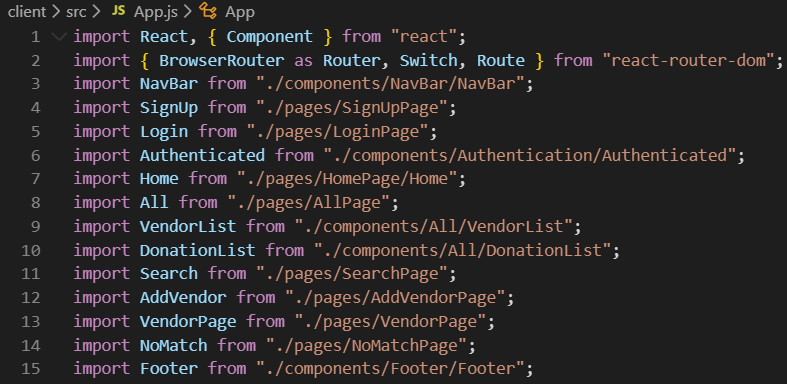 client > src > JS App.js > App
1 import React, { Component } from "react";
2 import { BrowserRouter as Router, Switch, Route } from "react-router-dom";
3 import NavBar from "./components/NavBar/NavBar";
4 import SignUp from "./pages/SignUpPage";
5 import Login from "./pages/LoginPage";
6 import Authenticated from "./components/Authentication/Authenticated";
7 import Home from "./pages/HomePage/Home";
8 import All from "./pages/AllPage";
9 import VendorList from "./components/All/VendorList";
10 import DonationList from "./components/All/DonationList";
11 import Search from "./pages/SearchPage";
12 import AddVendor from "./pages/AddVendorPage";
13 import VendorPage from "./pages/VendorPage";
14 import NoMatch from "./pages/NoMatchPage";
15 import Footer from "./components/Footer/Footer";